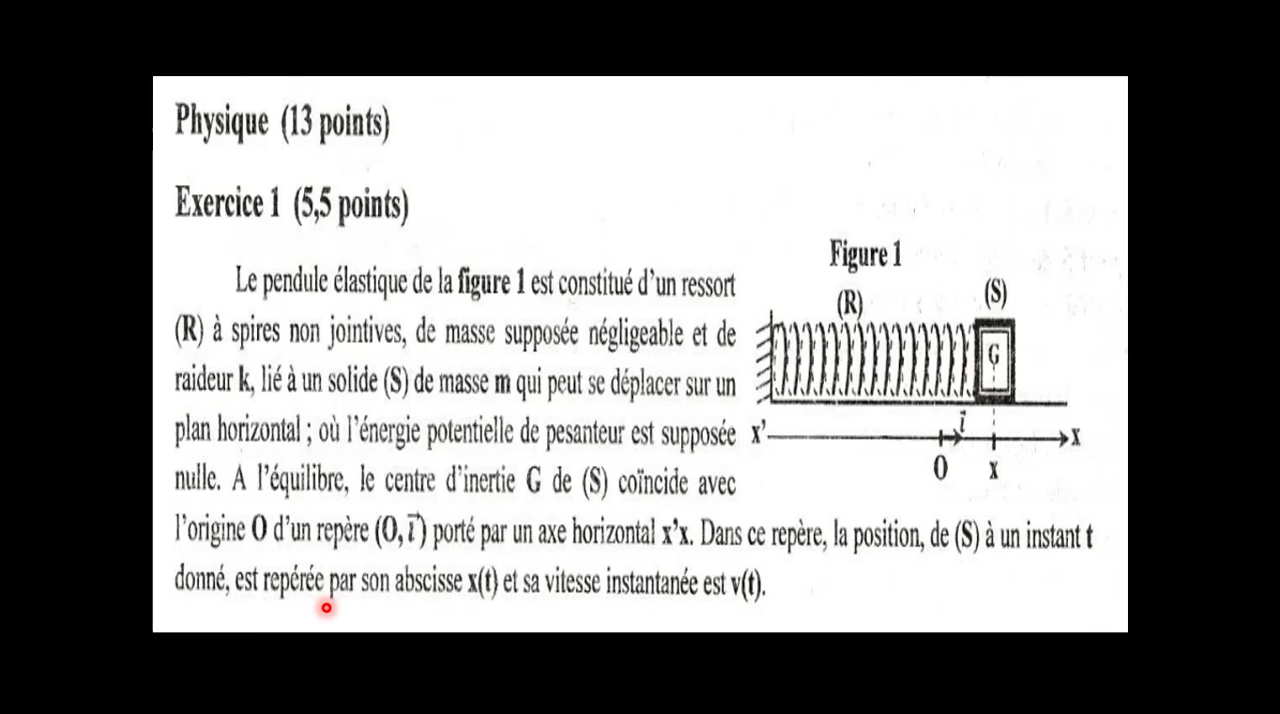 Physique (13 points)
Exercice 1 (5,5 points)
Le pendule élastique de la figure 1 est constitué d'un ressort
(R) à spires non jointives, de masse supposée négligeable et de
raideur k, lié à un solide (S) de masse m qui peut se déplacer sur un
plan horizontal ; où l'énergie potentielle de pesanteur est supposée
nulle. A l'équilibre, le centre d'inertie G de (S) coïncide avec
l'origine O d'un repère (O, i⃗) porté par un axe horizontal x'x. Dans ce repère, la position, de (S) à un instant t
donné, est repérée par son abscisse x(t) et sa vitesse instantanée est v(t).
Figure 1
(R)
(S)
G
x'
i⃗
x
O
x